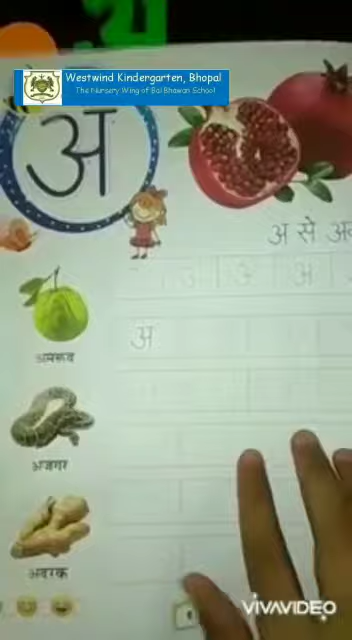 Westwind Kindergarten, Bhopal
The Nursery Wing of Bal Bhawan School
अ
अ से
अ
अ
अमरूद
अजगर
अदरक
VIVAVIDEO